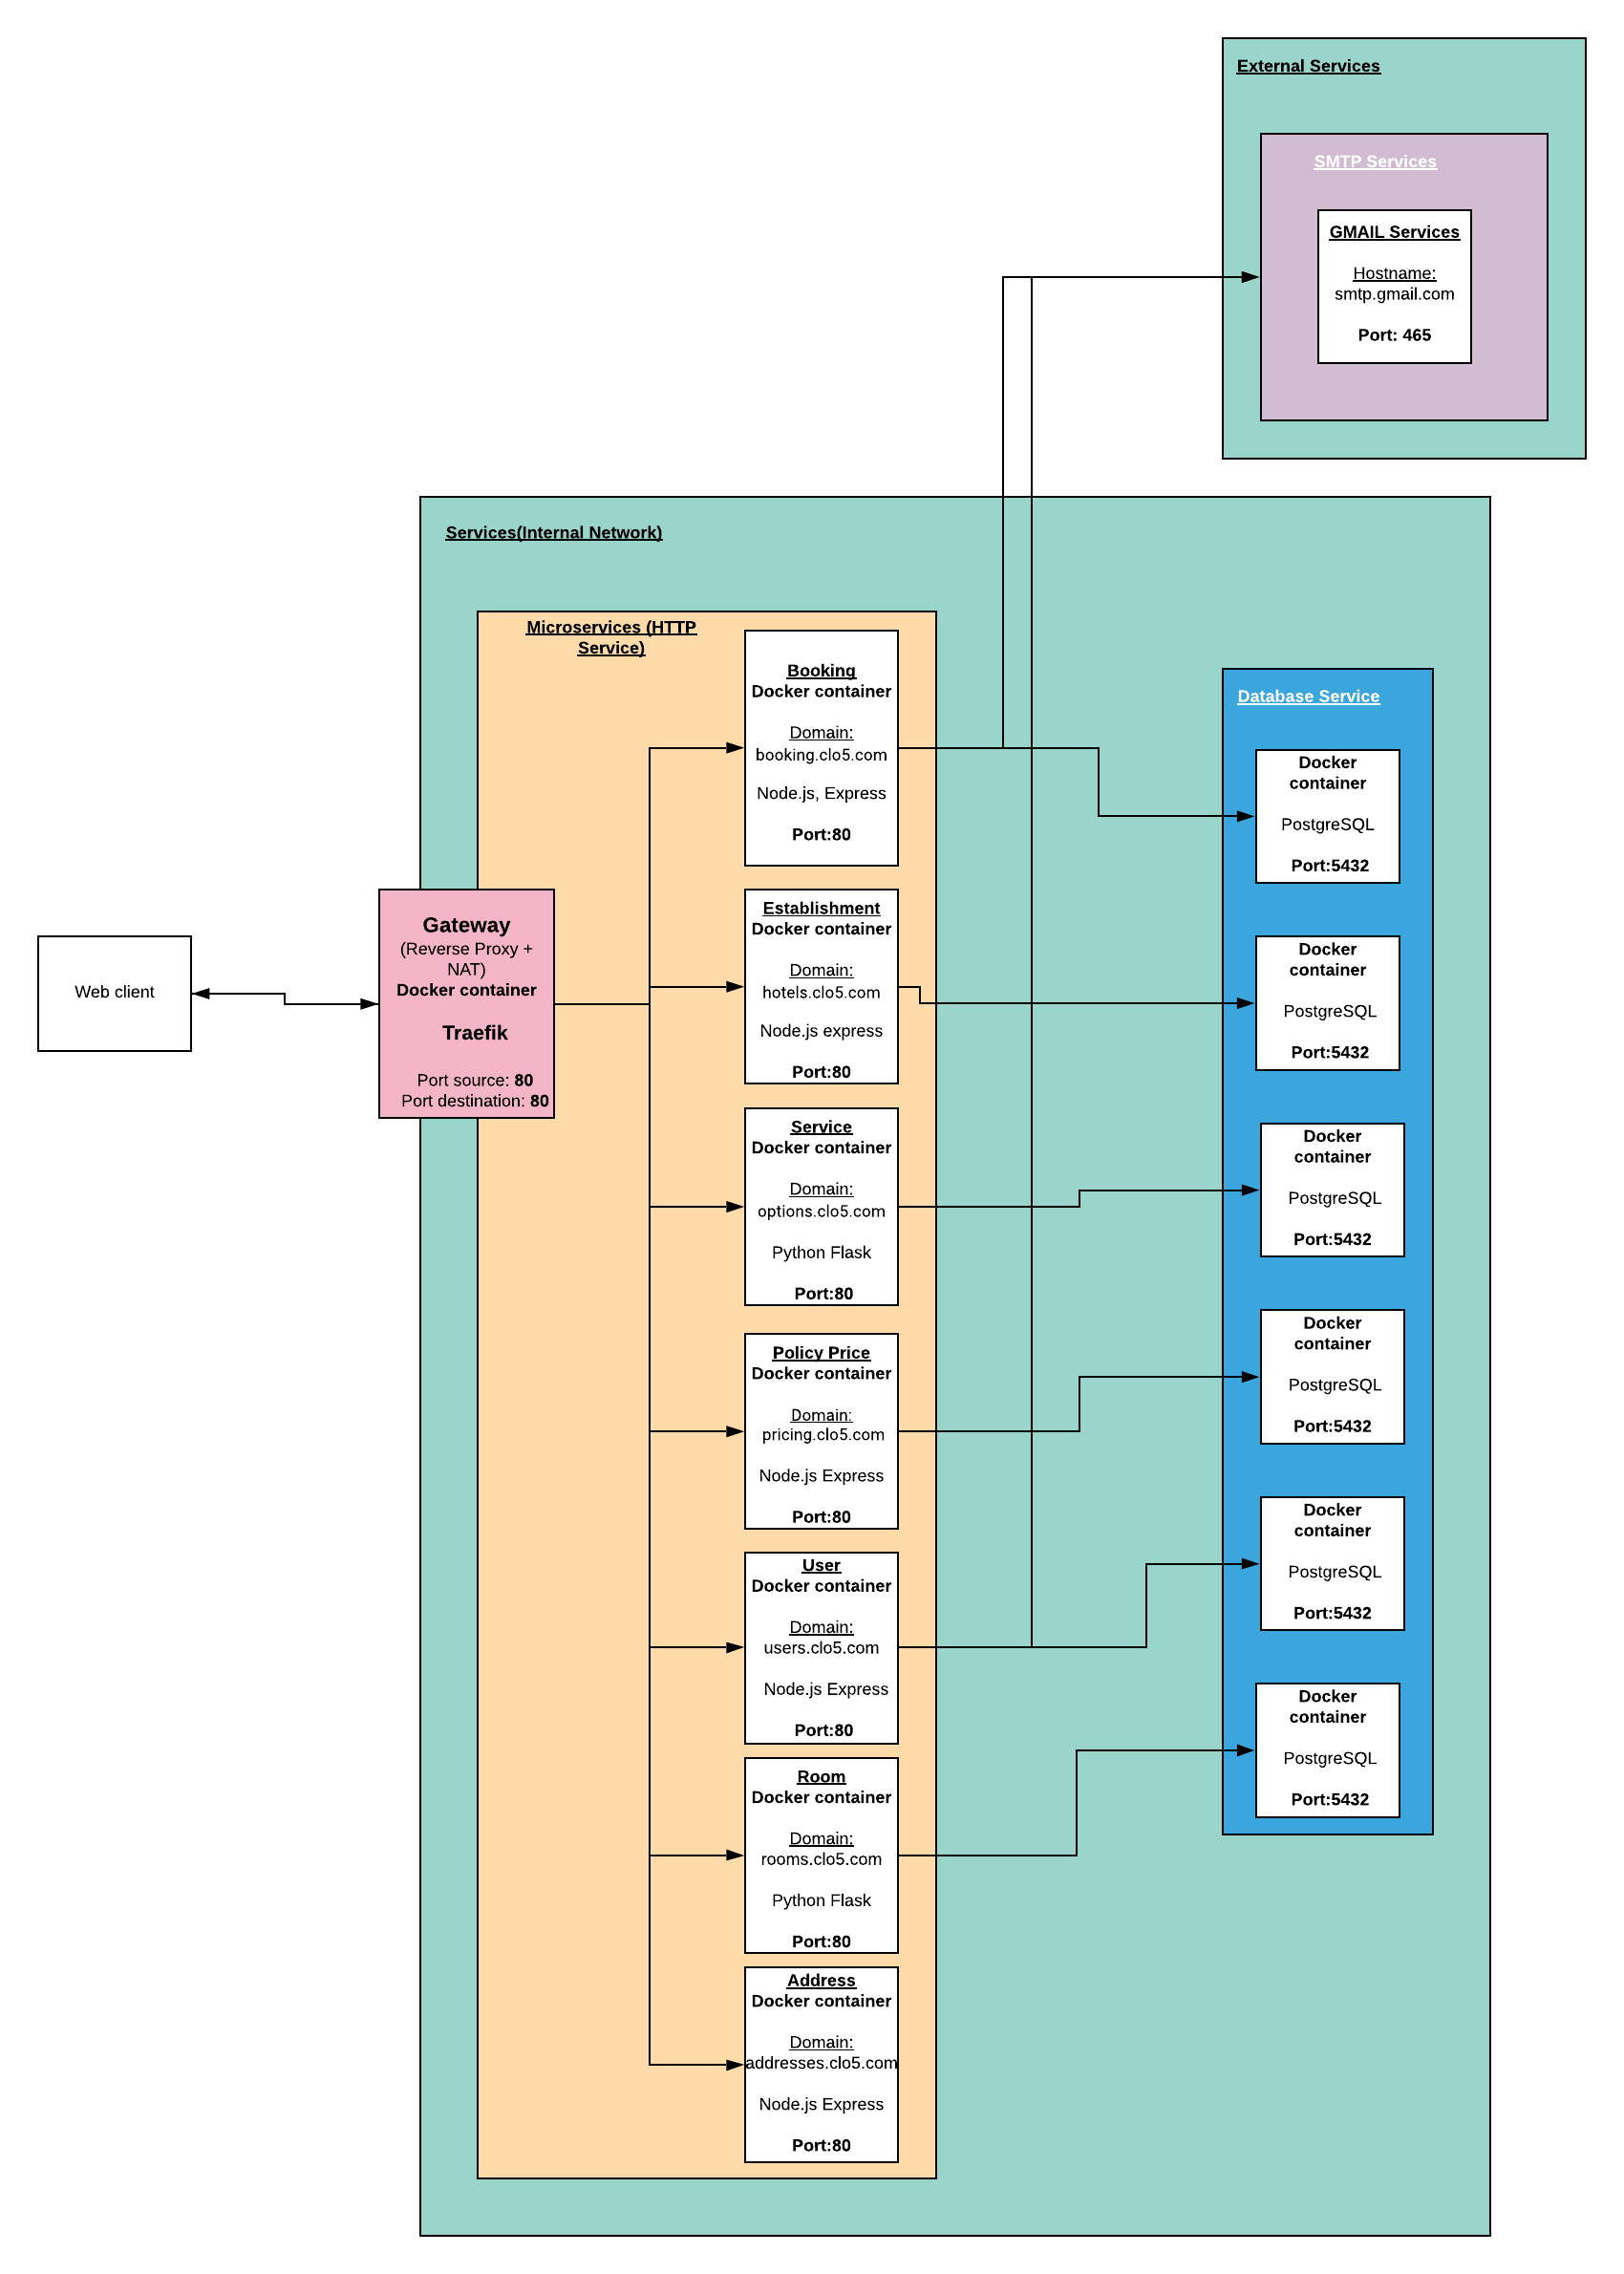 External Services
SMTP Services
GMAIL Services
Hostname:
smtp.gmail.com
Port: 465
Services(Internal Network)
Microservices (HTTP
Service)
Booking
Docker container
Domain:
booking.clo5.com
Node.js, Express
Port:80
Establishment
Docker container
Domain:
hotels.clo5.com
Node.js express
Port:80
Service
Docker container
Domain:
options.clo5.com
Python Flask
Port:80
Policy Price
Docker container
Domain:
pricing.clo5.com
Node.js Express
Port:80
User
Docker container
Domain:
users.clo5.com
Node.js Express
Port:80
Room
Docker container
Domain:
rooms.clo5.com
Python Flask
Port:80
Address
Docker container
Domain:
addresses.clo5.com
Node.js Express
Port:80
Web client
Gateway
(Reverse Proxy +
NAT)
Docker container
Traefik
Port source: 80
Port destination: 80
Database Service
Docker
container
PostgreSQL
Port:5432
Docker
container
PostgreSQL
Port:5432
Docker
container
PostgreSQL
Port:5432
Docker
container
PostgreSQL
Port:5432
Docker
container
PostgreSQL
Port:5432
Docker
container
PostgreSQL
Port:5432